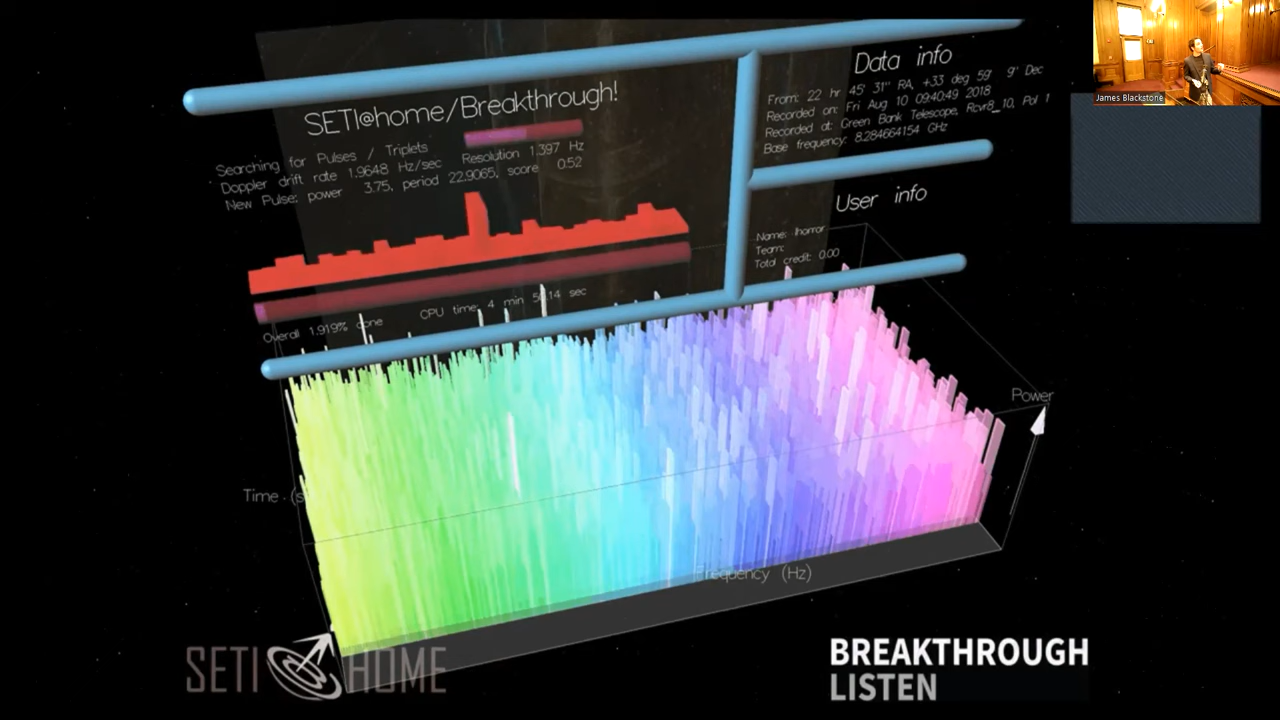 James Blackstone
SETI@home/Breakthrough!
Searching for Pulses / Triplets
Doppler drift rate 1.9648 Hz/sec Resolution 1.397 Hz
New Pulse: power 3.75, period 22.9065, score 0.52
Overall 1.919% done CPU time: 4 min
.14 sec
Data info
From: 22 hr 45' 31" RA, +33 deg 59' 9" Dec
Recorded on: Fri Aug 10 09:40:49 2018
Recorded at: Green Bank Telescope, Rcvr8_10, Pol 1
Base frequency: 8.284664154 GHz
User info
Name: lhorror
Team:
Total credit: 0.00
Power
Time (s
Frequency (Hz)
SETI HOME
BREAKTHROUGH
LISTEN